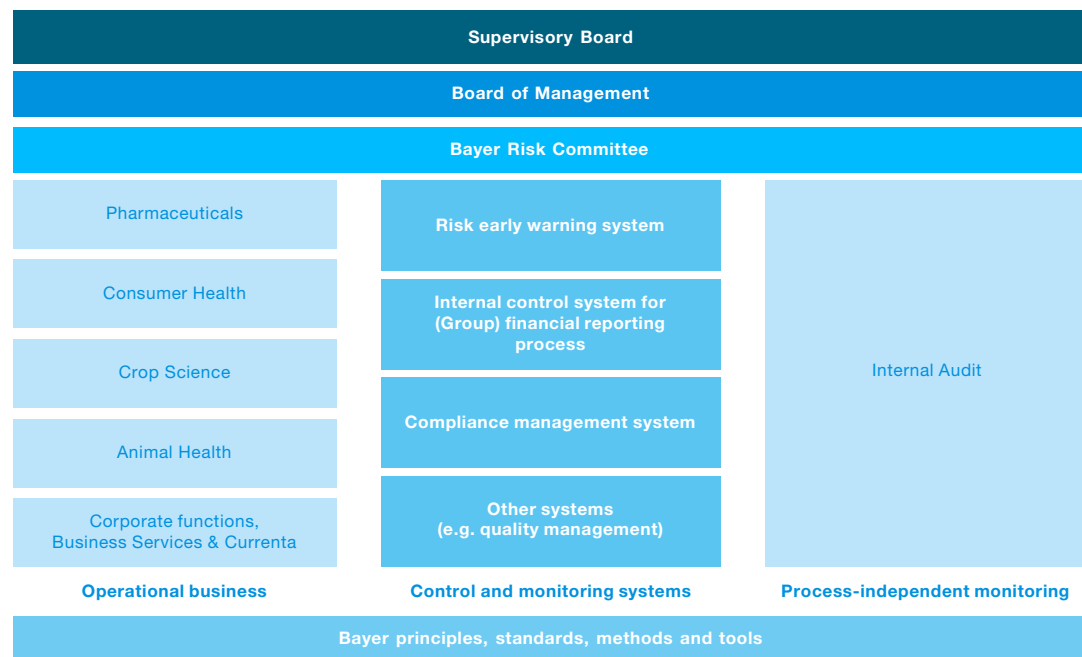 Supervisory Board
Board of Management
Bayer Risk Committee
Pharmaceuticals
Consumer Health
Crop Science
Animal Health
Corporate functions,
Business Services & Currenta
Operational business
Risk early warning system
Internal control system for
(Group) financial reporting
process
Compliance management system
Other systems
(e.g. quality management)
Control and monitoring systems
Internal Audit
Process-independent monitoring
Bayer principles, standards, methods and tools